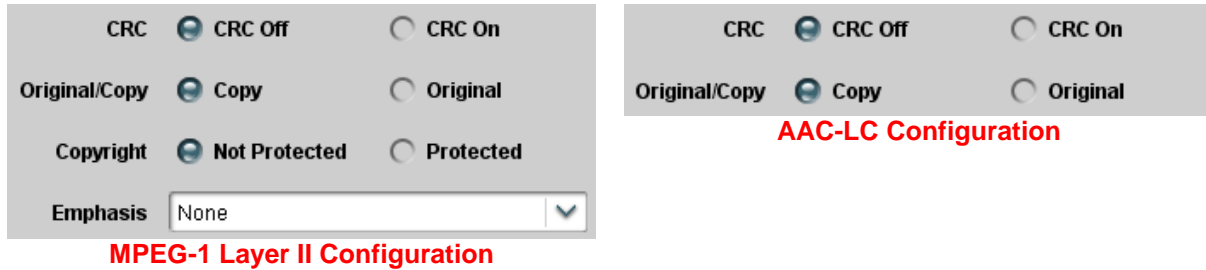 CRC CRC Off CRC On
Original/Copy Copy Original
Copyright Not Protected Protected
Emphasis None
MPEG-1 Layer II Configuration
CRC CRC Off CRC On
Original/Copy Copy Original
AAC-LC Configuration